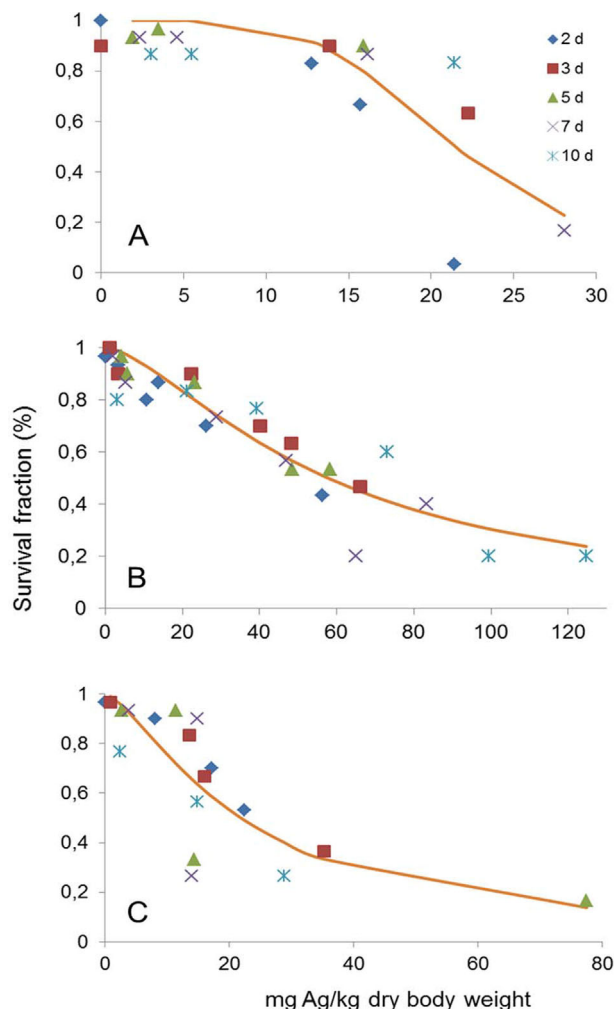 1
0,8
0,6
0,4
0,2
0
A
2 d
3 d
5 d
7 d
10 d
0 5 10 15 20 25 30
Survival fraction (%)
1
0,8
0,6
0,4
0,2
0
B
0 20 40 60 80 100 120
1
0,8
0,6
0,4
0,2
0
C
0 20 40 60 80
mg Ag/kg dry body weight